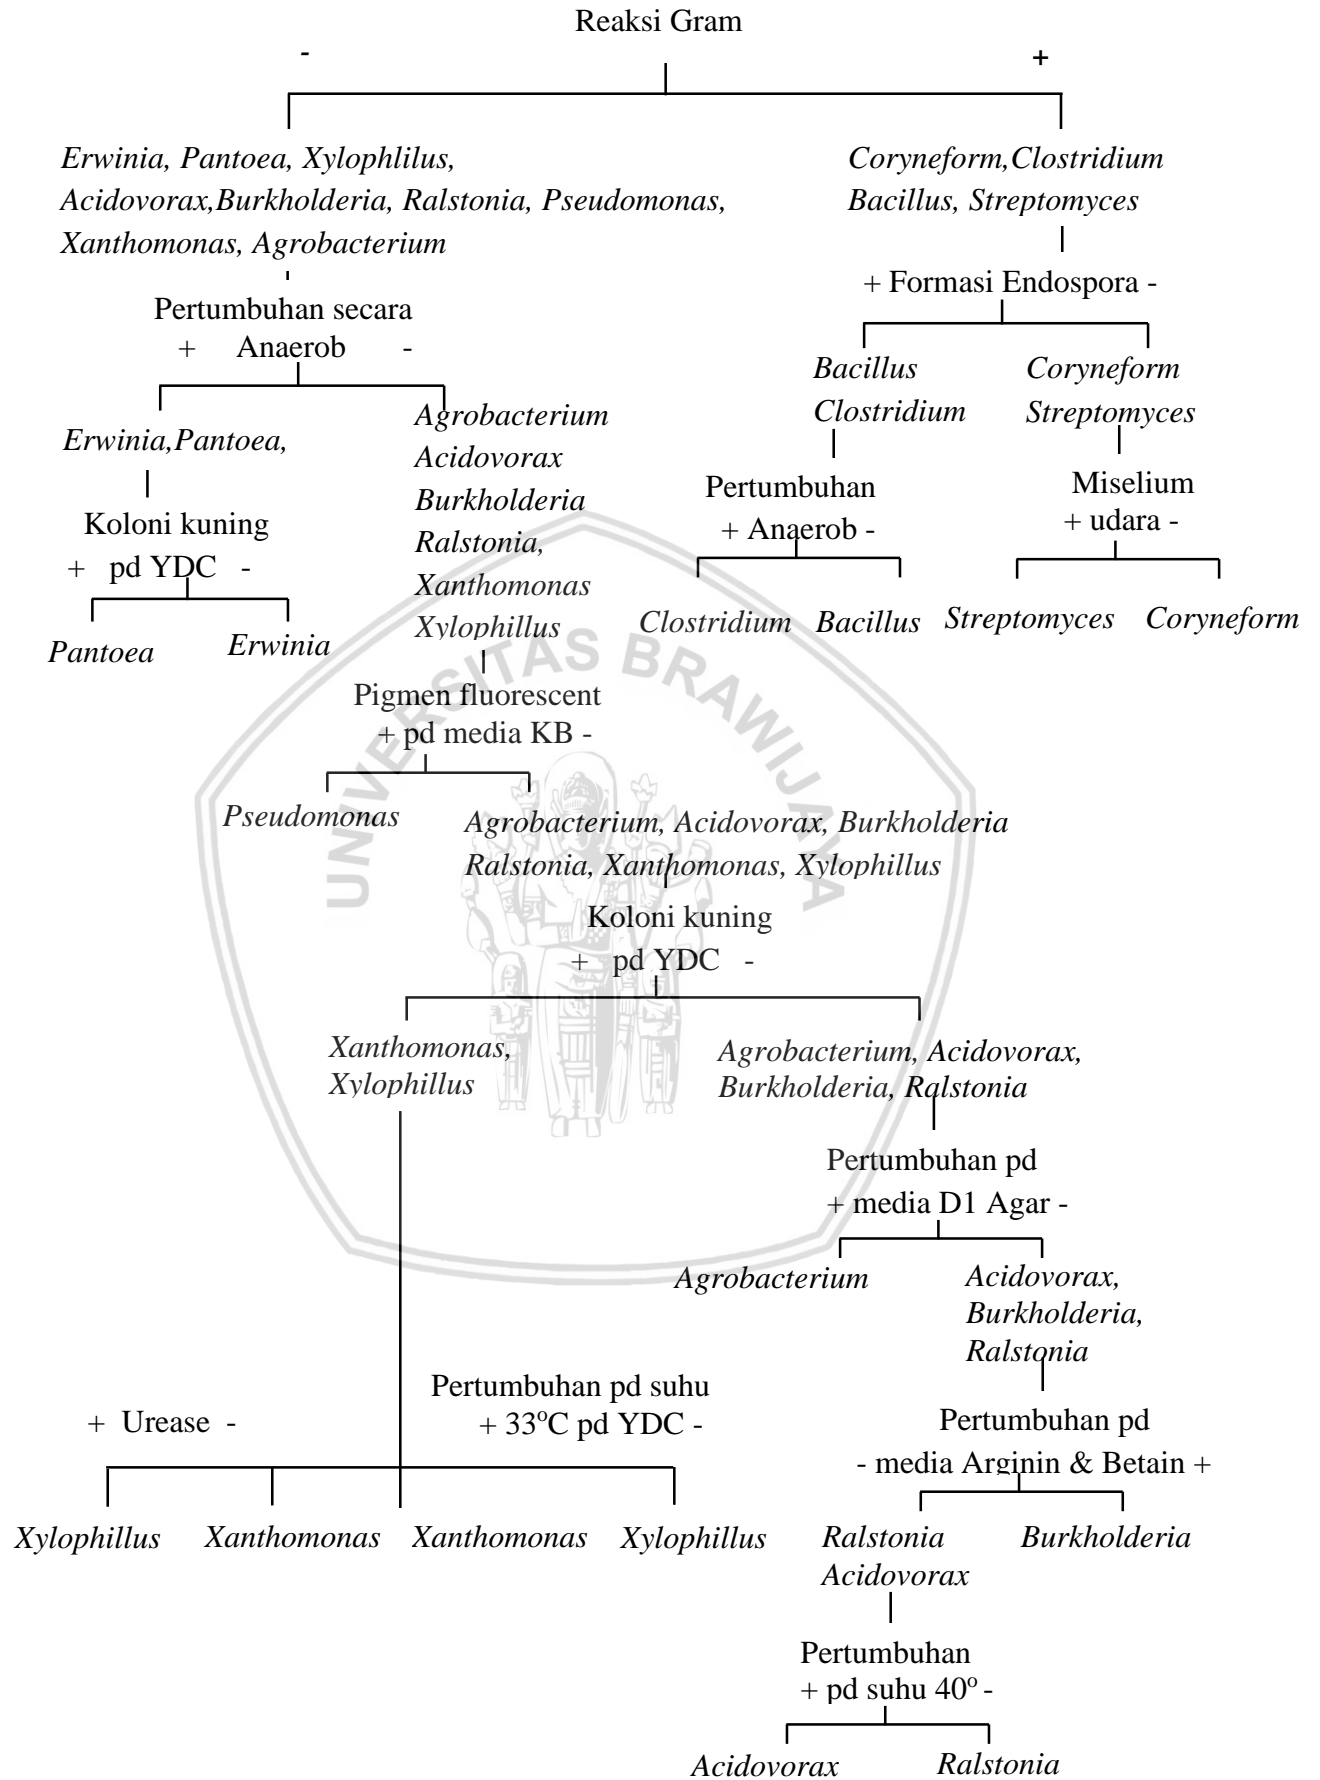 Reaksi Gram
- +
Erwinia, Pantoea, Xylophlilus,
Acidovorax,Burkholderia, Ralstonia, Pseudomonas,
Xanthomonas, Agrobacterium
Coryneform,Clostridium
Bacillus, Streptomyces
+ Formasi Endospora -
Pertumbuhan secara
+ Anaerob -
Bacillus
Clostridium
Coryneform
Streptomyces
Erwinia,Pantoea,
Agrobacterium
Acidovorax
Burkholderia
Ralstonia,
Xanthomonas
Xylophillus
Pertumbuhan
+ Anaerob -
Miselium
+ udara -
Koloni kuning
+ pd YDC -
Clostridium
Bacillus
Streptomyces
Coryneform
Pantoea
Erwinia
Pigmen fluorescent
+ pd media KB -
Pseudomonas
Agrobacterium, Acidovorax, Burkholderia
Ralstonia, Xanthomonas, Xylophillus
Koloni kuning
+ pd YDC -
Xanthomonas,
Xylophillus
Agrobacterium, Acidovorax,
Burkholderia, Ralstonia
Pertumbuhan pd
+ media D1 Agar -
Agrobacterium
Acidovorax,
Burkholderia,
Ralstonia
+ Urease -
Pertumbuhan pd suhu
+ 33°C pd YDC -
Pertumbuhan pd
- media Arginin & Betain +
Xylophillus
Xanthomonas
Xanthomonas
Xylophillus
Ralstonia
Acidovorax
Burkholderia
Pertumbuhan
+ pd suhu 40° -
Acidovorax
Ralstonia
UNIVERSITAS BRAWIJAYA